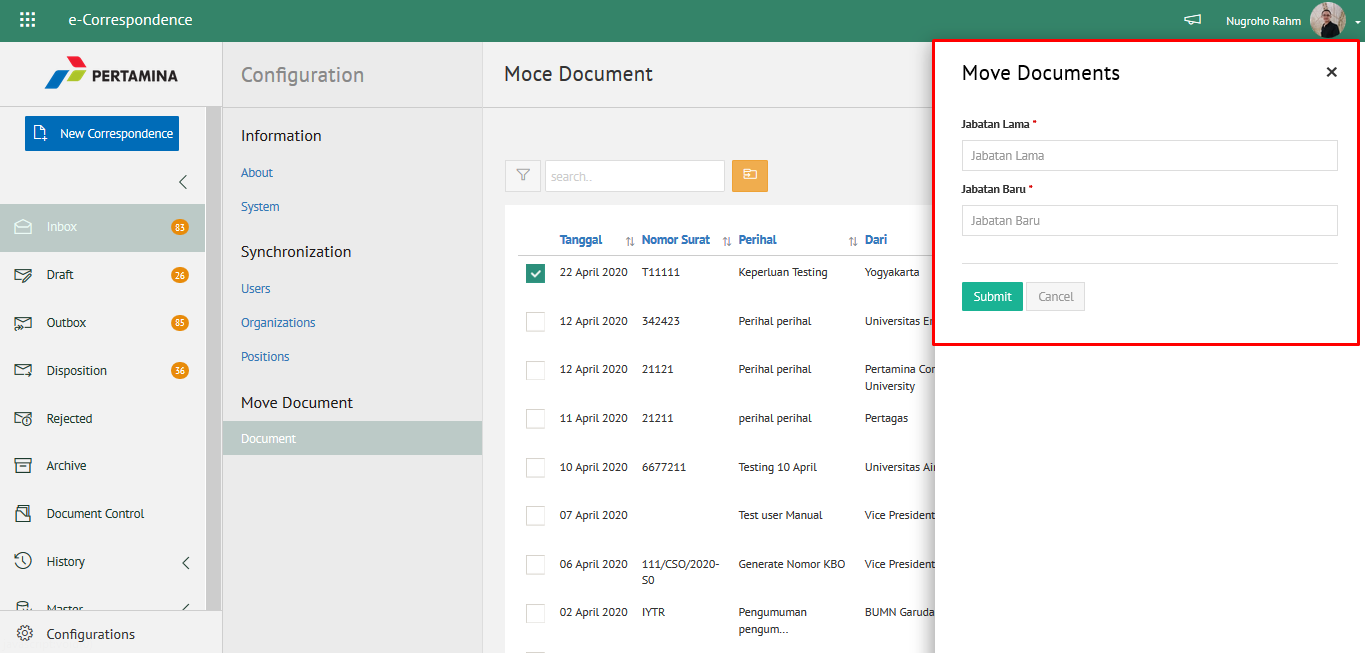 e-Correspondence
Nugroho Rahm
PERTAMINA
New Correspondence
Inbox 83
Draft 26
Outbox 85
Disposition 36
Rejected
Archive
Document Control
History
Master
Configurations
Configuration
Information
About
System
Synchronization
Users
Organizations
Positions
Move Document
Document
Moce Document
search..
Tanggal Nomor Surat Perihal Dari
22 April 2020 T11111 Keperluan Testing Yogyakarta
12 April 2020 342423 Perihal perihal Universitas
12 April 2020 21121 Perihal perihal Pertamina
University
11 April 2020 21211 perihal perihal Pertagas
10 April 2020 6677211 Testing 10 April Universitas
07 April 2020 Test user Manual Vice President
06 April 2020 111/CSO/2020- Generate Nomor KBO Vice President
S0
02 April 2020 IYTR Pengumuman BUMN Garuda
pengum...
Move Documents
Jabatan Lama *
Jabatan Lama
Jabatan Baru *
Jabatan Baru
Submit Cancel